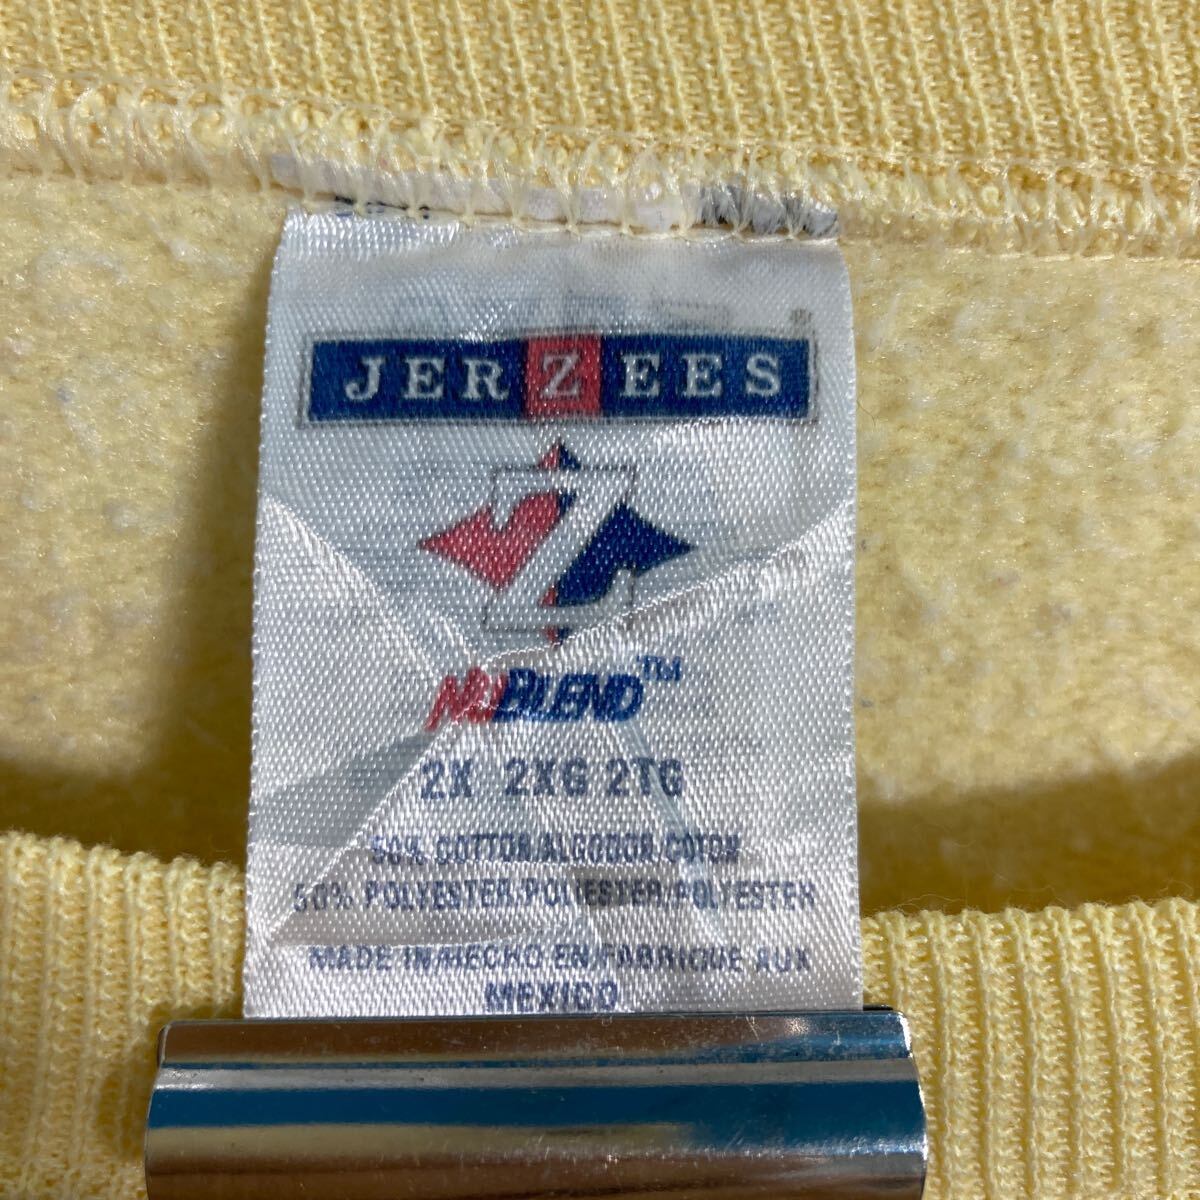 ®
JERZEES
Z
NUBLEND™
2X 2XG 2TG
50% COTTON/ALGODON/COTON
50% POLYESTER/POLIESTER/POLYESTER
MADE IN/HECHO EN/FABRIQUE AUX
MEXICO